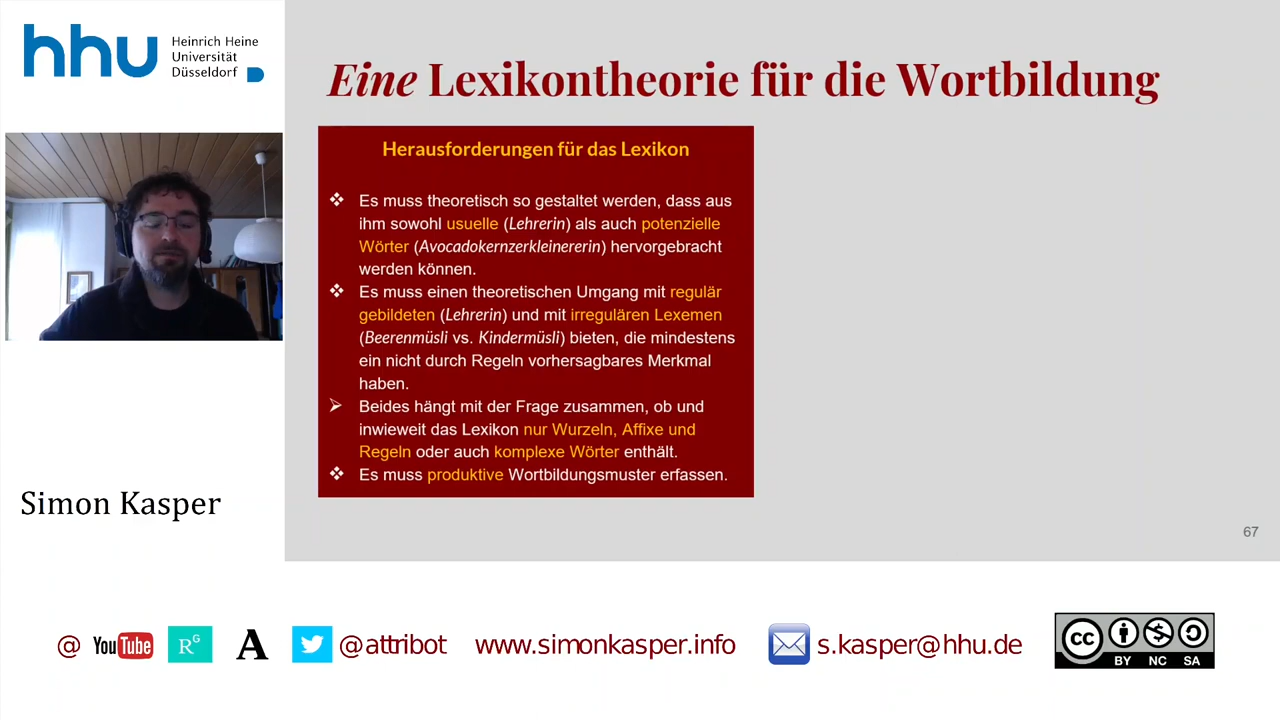 hhu Heinrich Heine
Universität
Düsseldorf
Eine Lexikontheorie für die Wortbildung
Herausforderungen für das Lexikon
❖ Es muss theoretisch so gestaltet werden, dass aus
ihm sowohl usuelle (Lehrerin) als auch potenzielle
Wörter (Avocadokernzerkleinererin) hervorgebracht
werden können.
❖ Es muss einen theoretischen Umgang mit regulär
gebildeten (Lehrerin) und mit irregulären Lexemen
(Beerenmüsli vs. Kindermüsli) bieten, die mindestens
ein nicht durch Regeln vorhersagbares Merkmal
haben.
➢ Beides hängt mit der Frage zusammen, ob und
inwieweit das Lexikon nur Wurzeln, Affixe und
Regeln oder auch komplexe Wörter enthält.
❖ Es muss produktive Wortbildungsmuster erfassen.
Simon Kasper
67
@ YouTube RG A @attribot www.simonkasper.info s.kasper@hhu.de cc BY NC SA